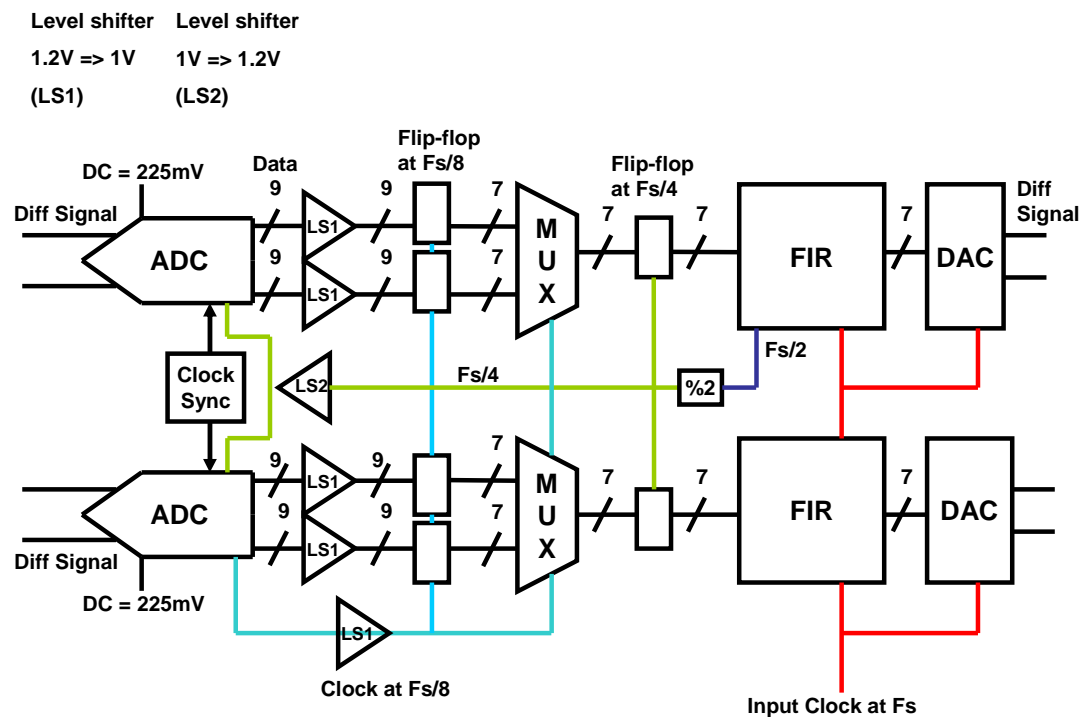 Level shifter
1.2V => 1V
(LS1)
Level shifter
1V => 1.2V
(LS2)
Flip-flop
at Fs/8
Flip-flop
at Fs/4
DC = 225mV
Data
9
9
7
Diff Signal
LS1
M
U
X
7
7
7
Diff
Signal
ADC
9
LS1
9
7
FIR
DAC
Clock
Sync
LS2
Fs/4
%2
Fs/2
9
LS1
9
7
M
U
X
7
7
7
ADC
9
LS1
9
7
FIR
DAC
Diff Signal
DC = 225mV
LS1
Clock at Fs/8
Input Clock at Fs